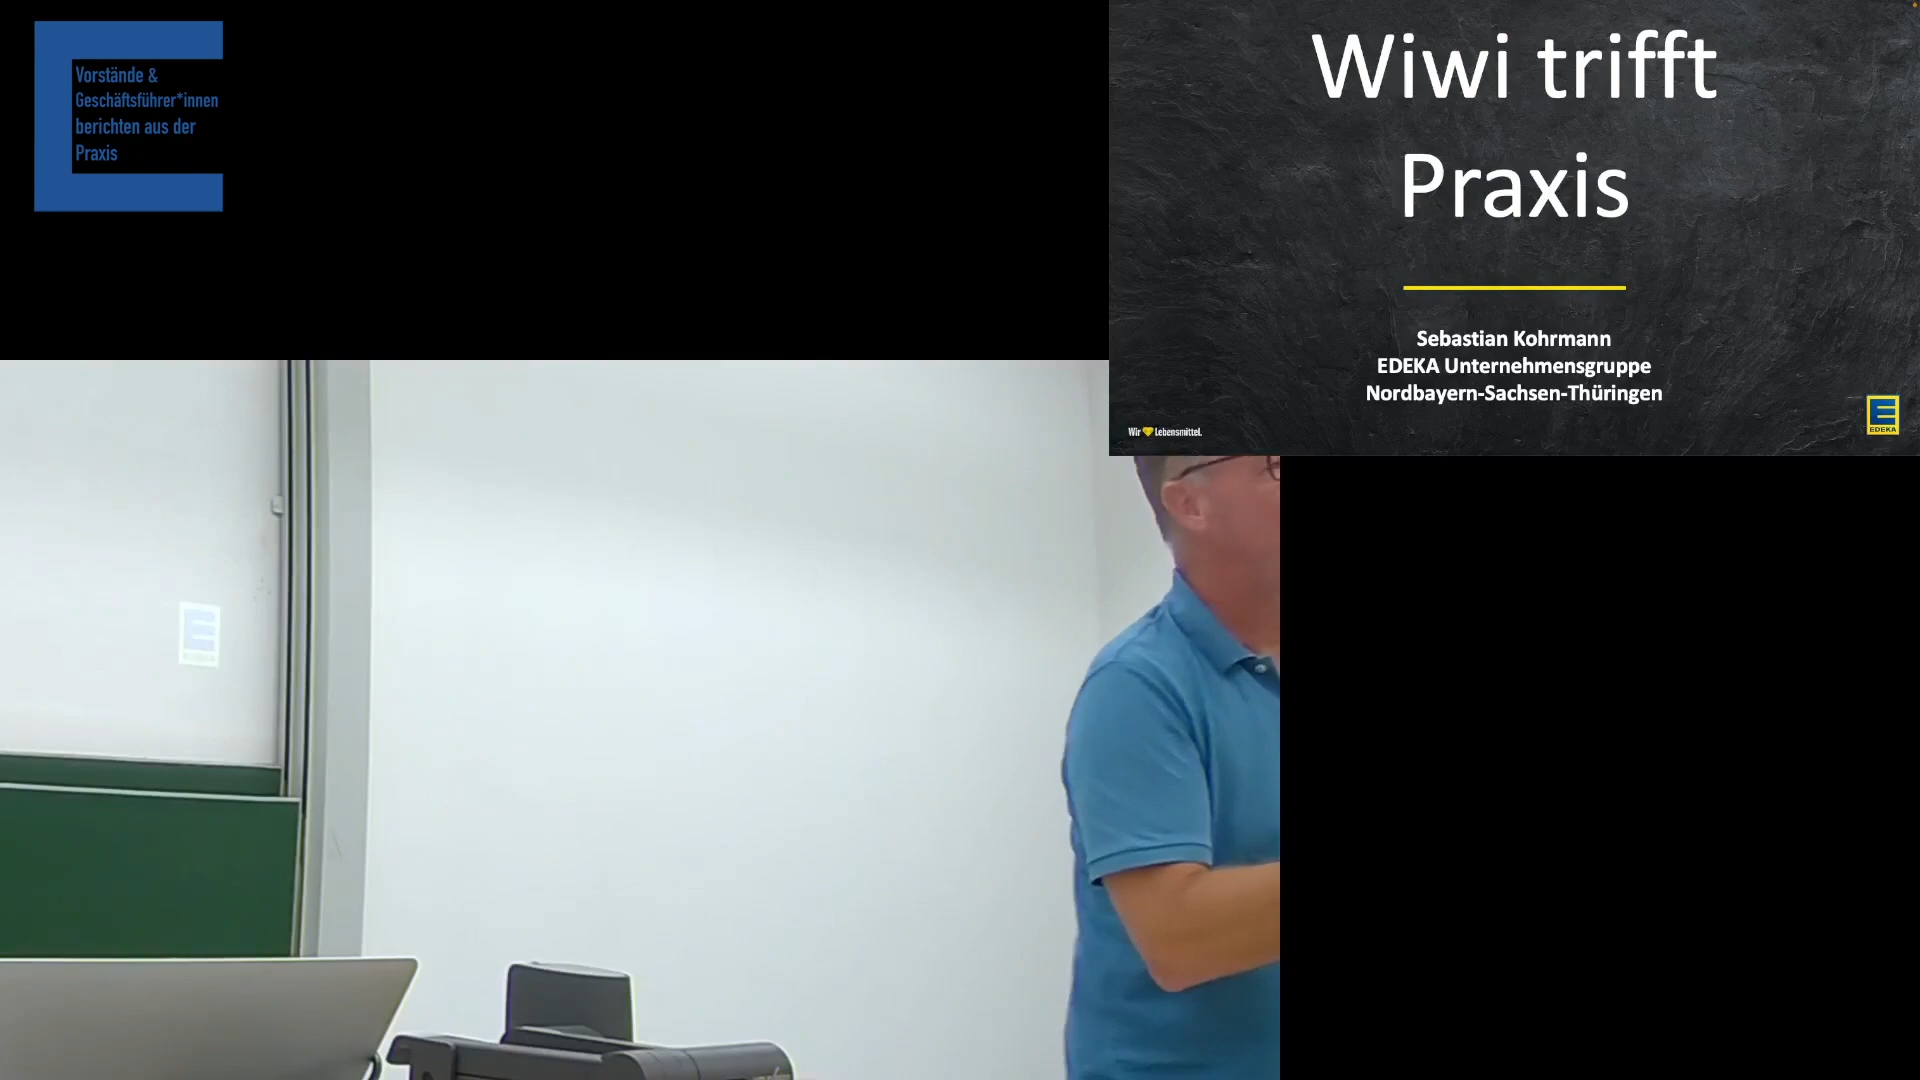 Vorstände &
Geschäftsführer*innen
berichten aus der
Praxis
Wiwi trifft
Praxis
Sebastian Kohrmann
EDEKA Unternehmensgruppe
Nordbayern-Sachsen-Thüringen
Wir Lebensmittel.
EDEKA